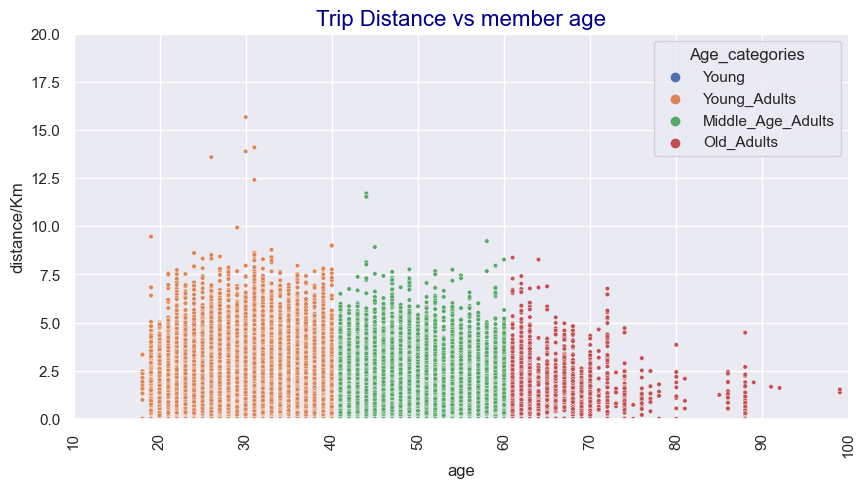 Trip Distance vs member age
20.0
17.5
15.0
12.5
10.0
7.5
5.0
2.5
0.0
distance/Km
Age_categories
Young
Young_Adults
Middle_Age_Adults
Old_Adults
10
20
30
40
50
60
70
80
90
100
age